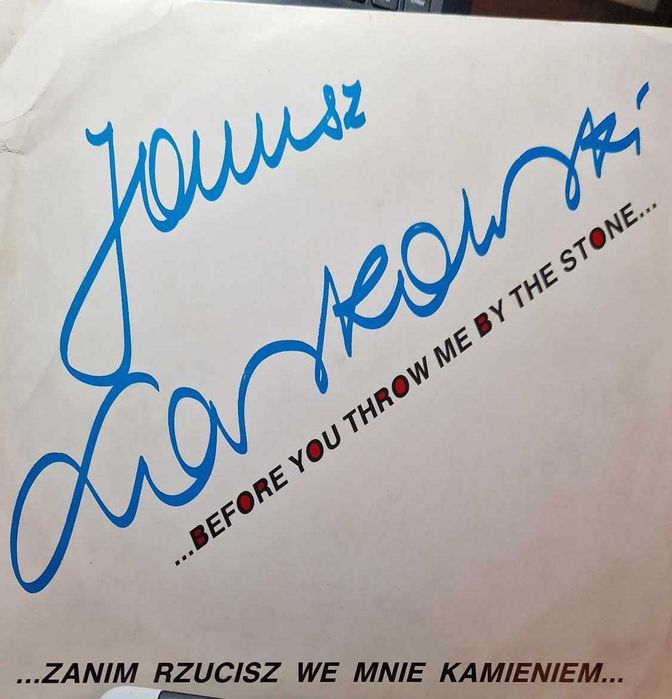 Janusz
Laskowski
...BEFORE YOU THROW ME BY THE STONE...
...ZANIM RZUCISZ WE MNIE KAMIENIEM...